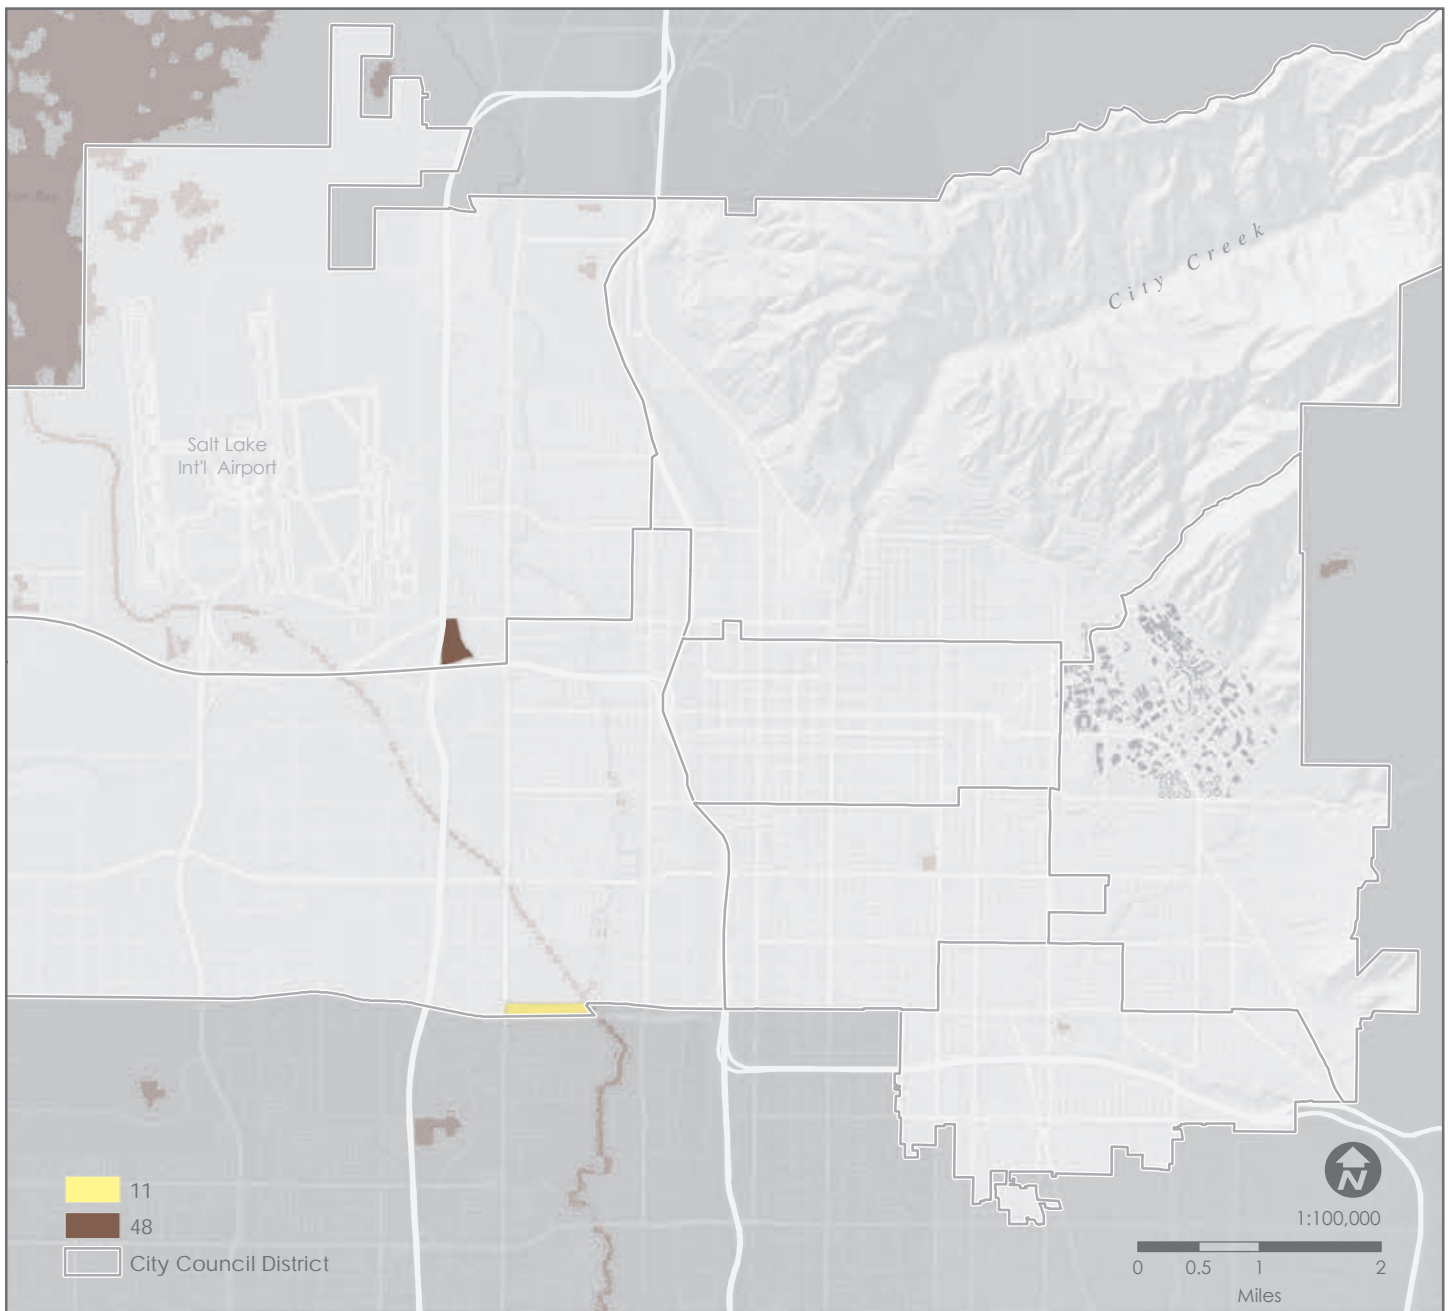 City Creek
Salt Lake
Int'l Airport
11
48
City Council District
N
1:100,000
0 0.5 1 2
Miles